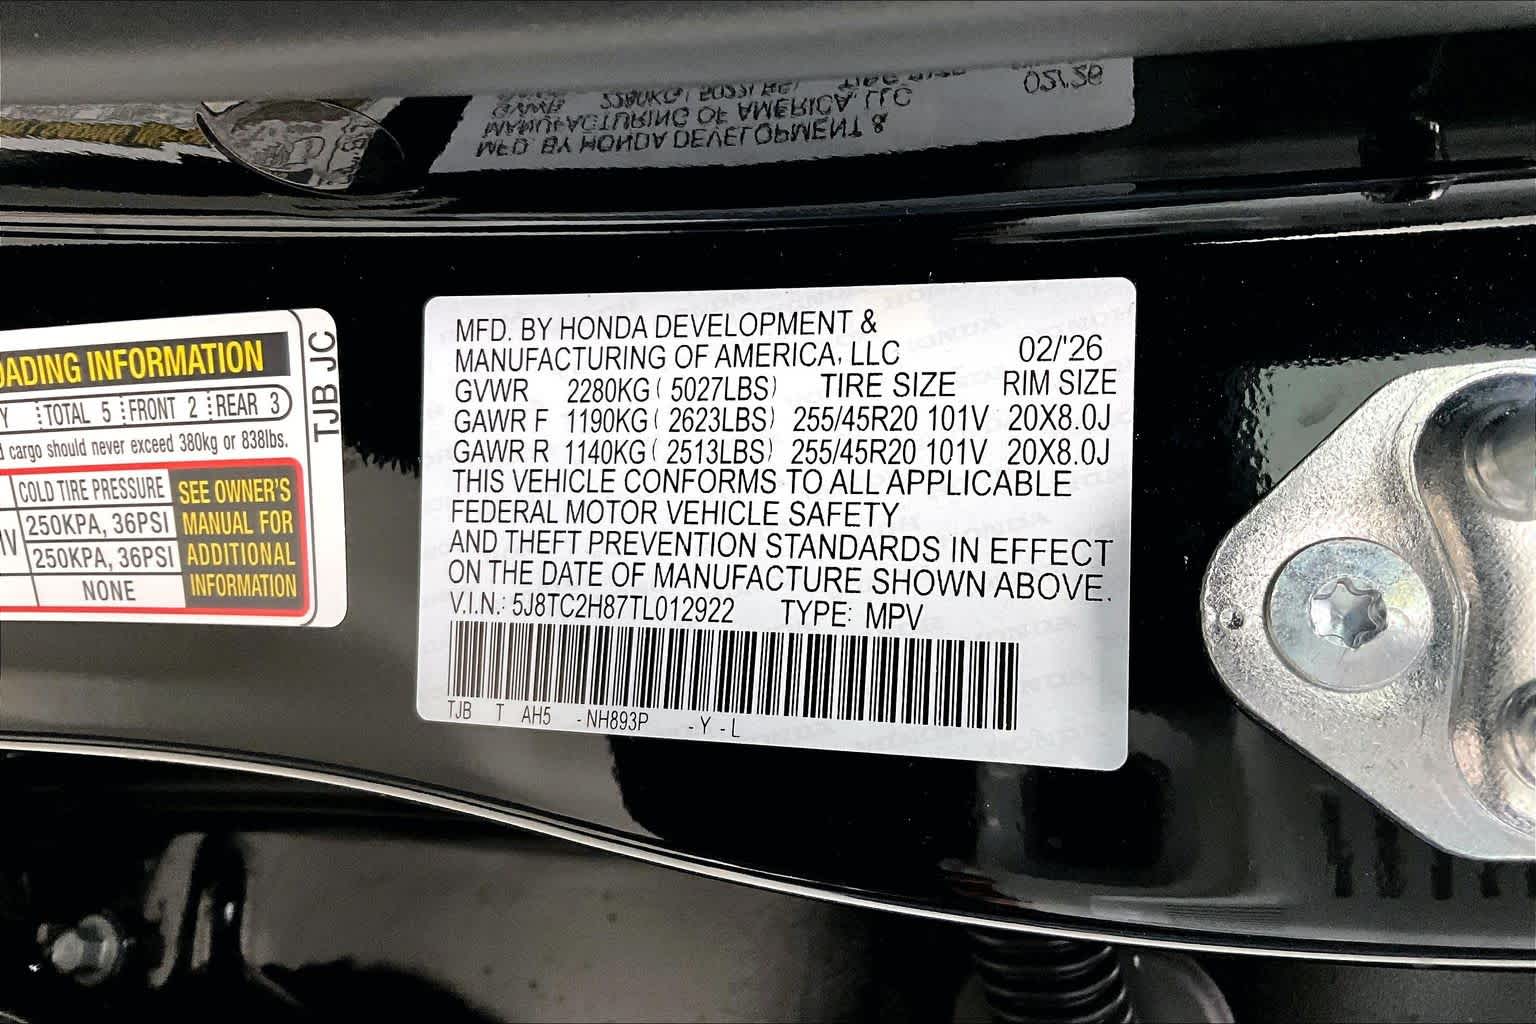 OADING INFORMATION
Y TOTAL 5 FRONT 2 REAR 3
d cargo should never exceed 380kg or 838lbs.
COLD TIRE PRESSURE
250KPA, 36PSI
250KPA, 36PSI
NONE
SEE OWNER'S
MANUAL FOR
ADDITIONAL
INFORMATION
TJB JC
MFD. BY HONDA DEVELOPMENT &
MANUFACTURING OF AMERICA, LLC 02/'26
GVWR 2280KG( 5027LBS) TIRE SIZE RIM SIZE
GAWR F 1190KG( 2623LBS) 255/45R20 101V 20X8.0J
GAWR R 1140KG( 2513LBS) 255/45R20 101V 20X8.0J
THIS VEHICLE CONFORMS TO ALL APPLICABLE
FEDERAL MOTOR VEHICLE SAFETY
AND THEFT PREVENTION STANDARDS IN EFFECT
ON THE DATE OF MANUFACTURE SHOWN ABOVE.
V.I.N.: 5J8TC2H87TL012922 TYPE: MPV
TJB T AH5 -NH893P -Y -L